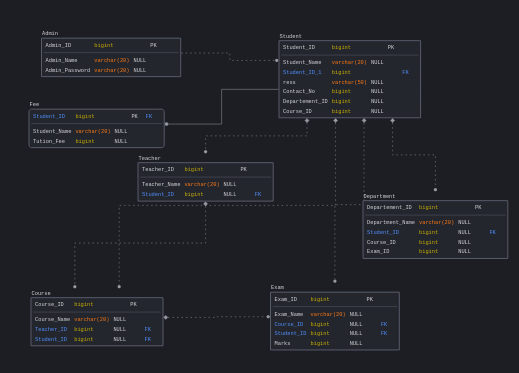 Admin
Admin_ID bigint PK
Admin_Name varchar(20) NULL
Admin_Password varchar(20) NULL
Student
Student_ID bigint PK
Student_Name varchar(20) NULL
Student_ID_1 bigint FK
ress varchar(50) NULL
Contact_No bigint NULL
Departement_ID bigint NULL
Course_ID bigint NULL
Fee
Student_ID bigint PK FK
Student_Name varchar(20) NULL
Tution_Fee bigint NULL
Teacher
Teacher_ID bigint PK
Teacher_Name varchar(20) NULL
Student_ID bigint NULL FK
Department
Departement_ID bigint PK
Department_Name varchar(20) NULL
Student_ID bigint NULL FK
Course_ID bigint NULL
Exam_ID bigint NULL
Course
Course_ID bigint PK
Course_Name varchar(20) NULL
Teacher_ID bigint NULL FK
Student_ID bigint NULL FK
Exam
Exam_ID bigint PK
Exam_Name varchar(20) NULL
Course_ID bigint NULL FK
Student_ID bigint NULL FK
Marks bigint NULL